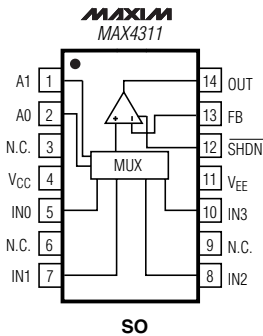 MAXIM
MAX4311
A1 1
A0 2
N.C. 3
VCC 4
IN0 5
N.C. 6
IN1 7
14 OUT
13 FB
12 SHDN
11 VEE
10 IN3
9 N.C.
8 IN2
+ −
MUX
SO